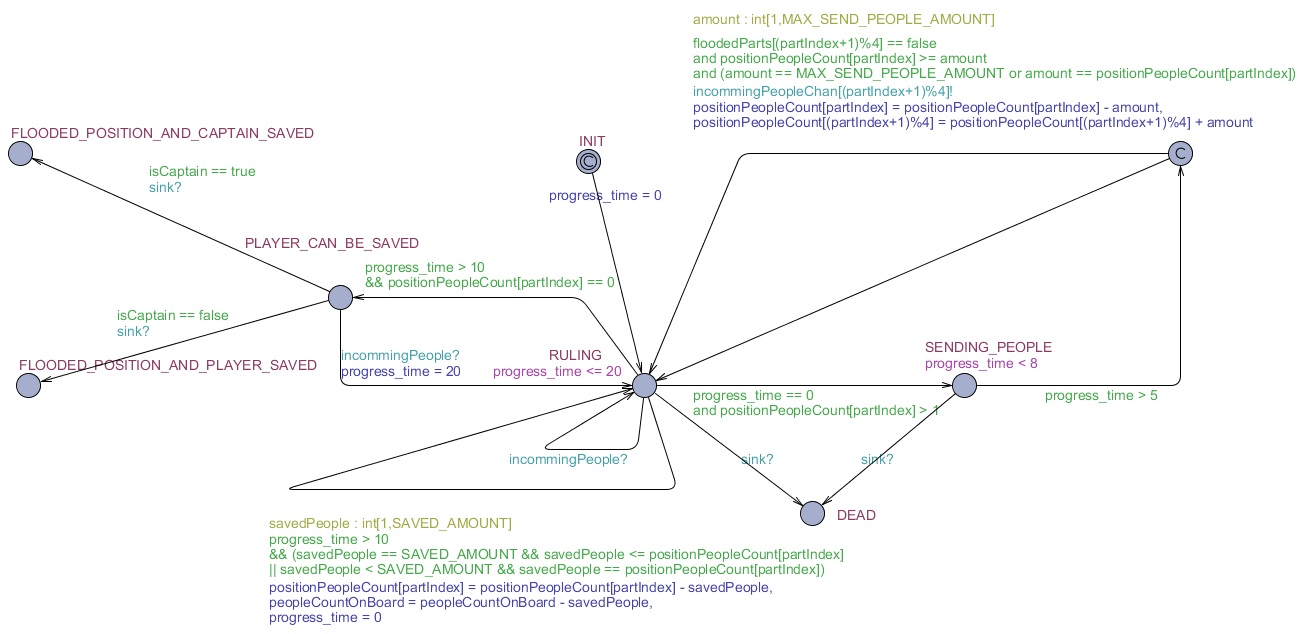 amount : int[1,MAX_SEND_PEOPLE_AMOUNT]
floodedParts[(partIndex+1)%4] == false
and positionPeopleCount[partIndex] >= amount
and (amount == MAX_SEND_PEOPLE_AMOUNT or amount == positionPeopleCount[partIndex])
incommingPeopleChan[(partIndex+1)%4]!
positionPeopleCount[partIndex] = positionPeopleCount[partIndex] - amount,
positionPeopleCount[(partIndex+1)%4] = positionPeopleCount[(partIndex+1)%4] + amount
FLOODED_POSITION_AND_CAPTAIN_SAVED
INIT
C
C
isCaptain == true
sink?
progress_time = 0
PLAYER_CAN_BE_SAVED
progress_time > 10
&& positionPeopleCount[partIndex] == 0
isCaptain == false
sink?
FLOODED_POSITION_AND_PLAYER_SAVED
incommingPeople?
progress_time = 20
RULING
progress_time <= 20
SENDING_PEOPLE
progress_time < 8
progress_time == 0
and positionPeopleCount[partIndex] > 1
progress_time > 5
incommingPeople?
sink?
sink?
DEAD
savedPeople : int[1,SAVED_AMOUNT]
progress_time > 10
&& (savedPeople == SAVED_AMOUNT && savedPeople <= positionPeopleCount[partIndex]
|| savedPeople < SAVED_AMOUNT && savedPeople == positionPeopleCount[partIndex])
positionPeopleCount[partIndex] = positionPeopleCount[partIndex] - savedPeople,
peopleCountOnBoard = peopleCountOnBoard - savedPeople,
progress_time = 0